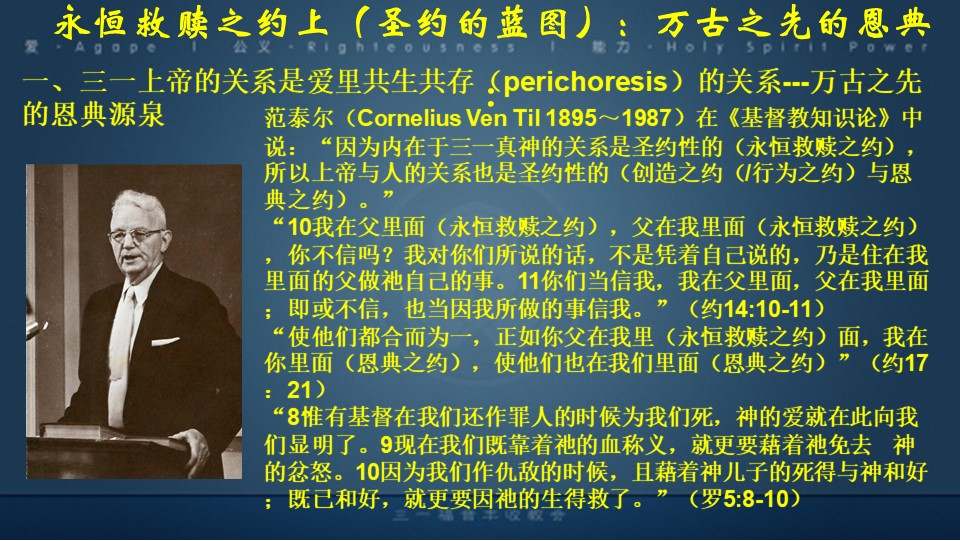 永恒救赎之约上（圣约的蓝图）：万古之先的恩典
爱 - Agape | 公义 - Righteousness | 能力 - Holy Spirit Power
一、三一上帝的关系是爱里共生共存（perichoresis）的关系---万古之先
的恩典源泉
：
范泰尔（Cornelius Ven Til 1895～1987）在《基督教知识论》中
说：“因为内在于三一真神的关系是圣约性的（永恒救赎之约），
所以上帝与人的关系也是圣约性的（创造之约（/行为之约）与恩
典之约）。”
“10我在父里面（永恒救赎之约），父在我里面（永恒救赎之约）
，你不信吗？我对你们所说的话，不是凭着自己说的，乃是住在我
里面的父做祂自己的事。11你们当信我，我在父里面，父在我里面
；即或不信，也当因我所做的事信我。”（约14:10-11）
“使他们都合而为一，正如你父在我里（永恒救赎之约）面，我在
你里面（恩典之约），使他们也在我们里面（恩典之约）”（约17
：21）
“8惟有基督在我们还作罪人的时候为我们死，神的爱就在此向我
们显明了。9现在我们既靠着祂的血称义，就更要藉着祂免去 神
的忿怒。10因为我们作仇敌的时候，且藉着神儿子的死得与神和好
；既已和好，就更要因祂的生得救了。”（罗5:8-10）
三一福音丰收教会